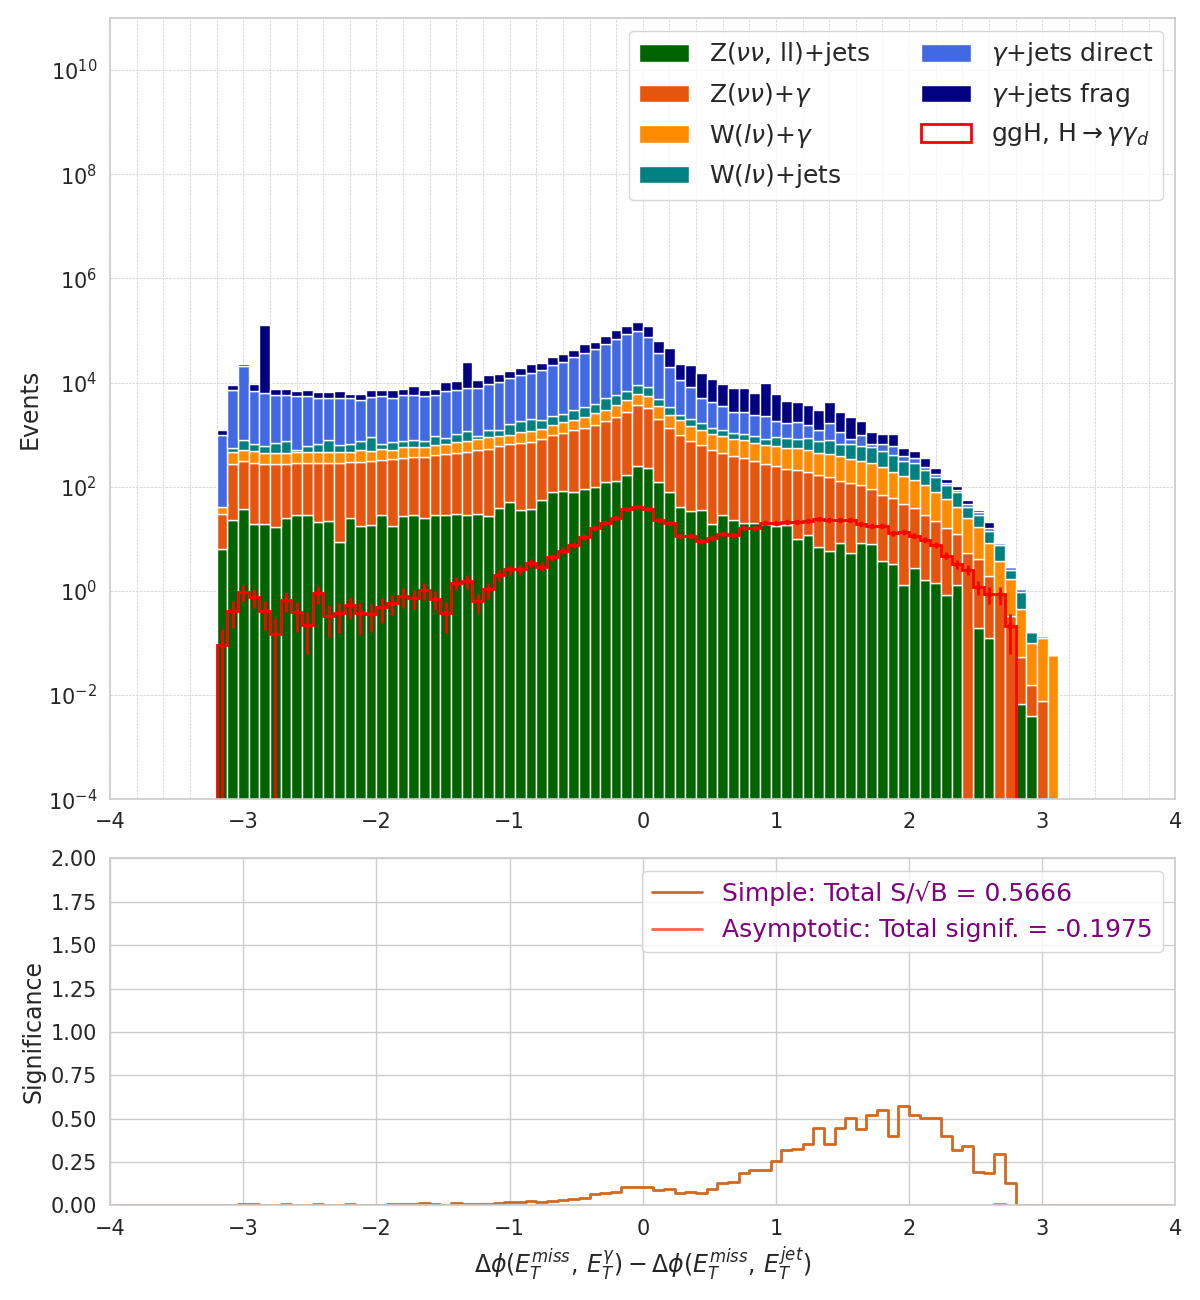 Z(νν, ll)+jets
Z(νν)+γ
W(lν)+γ
W(lν)+jets
γ+jets direct
γ+jets frag
ggH, H→γγ_d
Events
10^10
10^8
10^6
10^4
10^2
10^0
10^−2
10^−4
−4 −3 −2 −1 0 1 2 3 4
Simple: Total S/√B = 0.5666
Asymptotic: Total signif. = -0.1975
Significance
2.00
1.75
1.50
1.25
1.00
0.75
0.50
0.25
0.00
−4 −3 −2 −1 0 1 2 3 4
Δϕ(E_T^miss, E_T^γ) − Δϕ(E_T^miss, E_T^jet)